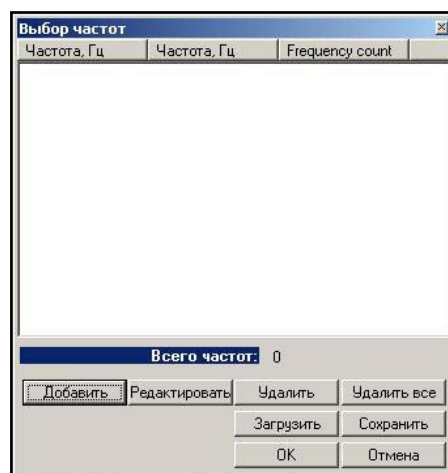 Выбор частот
Частота, Гц Частота, Гц Frequency count
Всего частот: 0
Добавить Редактировать Удалить Удалить все
Загрузить Сохранить
OK Отмена